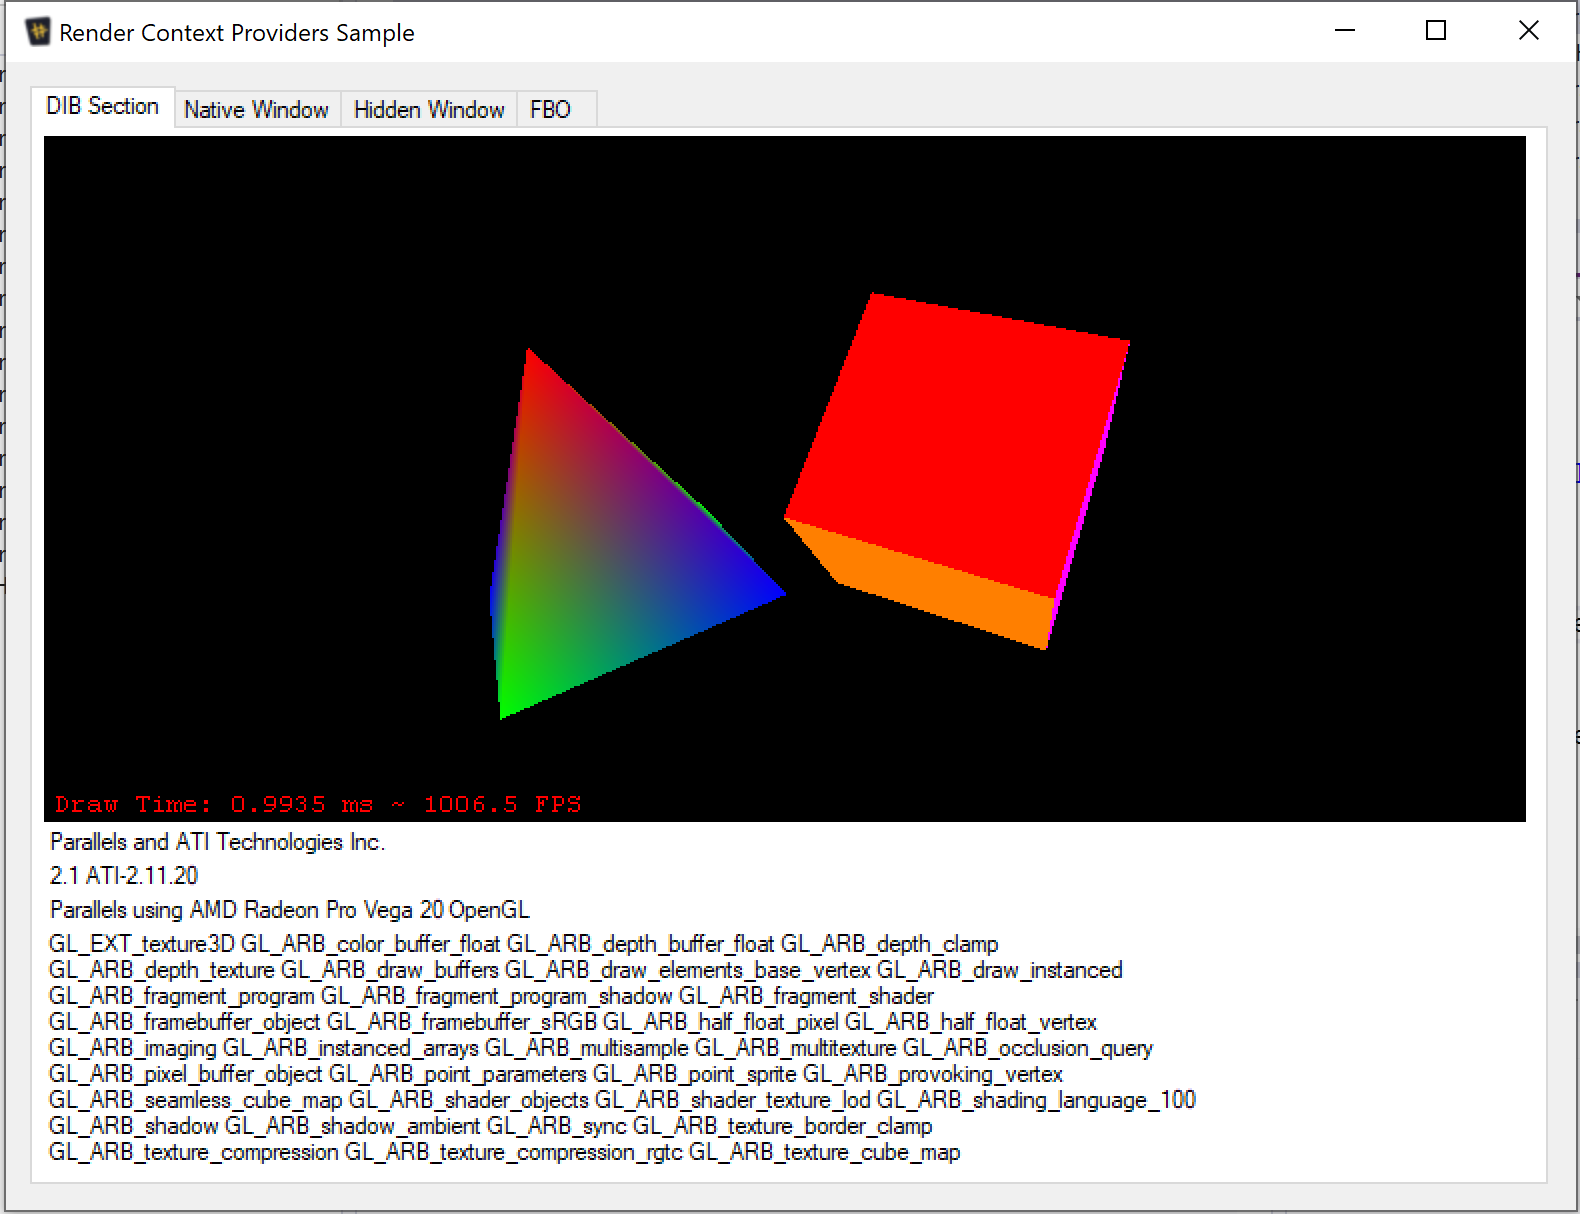 Render Context Providers Sample
DIB Section Native Window Hidden Window FBO
Draw Time: 0.9935 ms ~ 1006.5 FPS
Parallels and ATI Technologies Inc.
2.1 ATI-2.11.20
Parallels using AMD Radeon Pro Vega 20 OpenGL
GL_EXT_texture3D GL_ARB_color_buffer_float GL_ARB_depth_buffer_float GL_ARB_depth_clamp
GL_ARB_depth_texture GL_ARB_draw_buffers GL_ARB_draw_elements_base_vertex GL_ARB_draw_instanced
GL_ARB_fragment_program GL_ARB_fragment_program_shadow GL_ARB_fragment_shader
GL_ARB_framebuffer_object GL_ARB_framebuffer_sRGB GL_ARB_half_float_pixel GL_ARB_half_float_vertex
GL_ARB_imaging GL_ARB_instanced_arrays GL_ARB_multisample GL_ARB_multitexture GL_ARB_occlusion_query
GL_ARB_pixel_buffer_object GL_ARB_point_parameters GL_ARB_point_sprite GL_ARB_provoking_vertex
GL_ARB_seamless_cube_map GL_ARB_shader_objects GL_ARB_shader_texture_lod GL_ARB_shading_language_100
GL_ARB_shadow GL_ARB_shadow_ambient GL_ARB_sync GL_ARB_texture_border_clamp
GL_ARB_texture_compression GL_ARB_texture_compression_rgtc GL_ARB_texture_cube_map